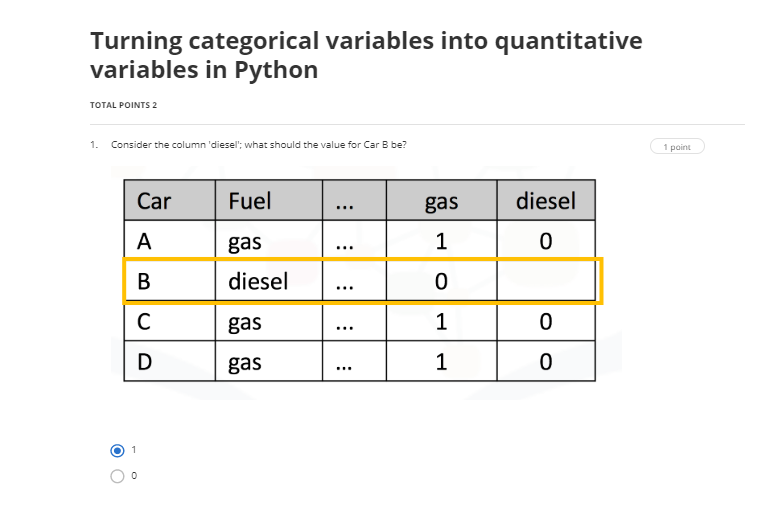 Turning categorical variables into quantitative
variables in Python
TOTAL POINTS 2
1. Consider the column 'diesel'; what should the value for Car B be?
1 point
Car Fuel ... gas diesel
A gas ... 1 0
B diesel ... 0
C gas ... 1 0
D gas ... 1 0
1
0